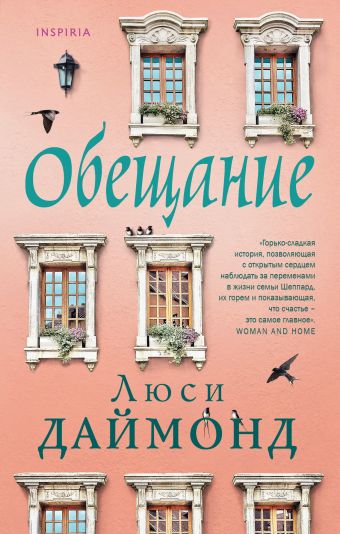 INSPIRIA
Обещание
«Горько-сладкая
история, позволяющая
с открытым сердцем
наблюдать за переменами
в жизни семьи Шеппард,
их горем и показывающая,
что счастье –
это самое главное».
WOMAN AND HOME
Люси
ДАЙМОНД